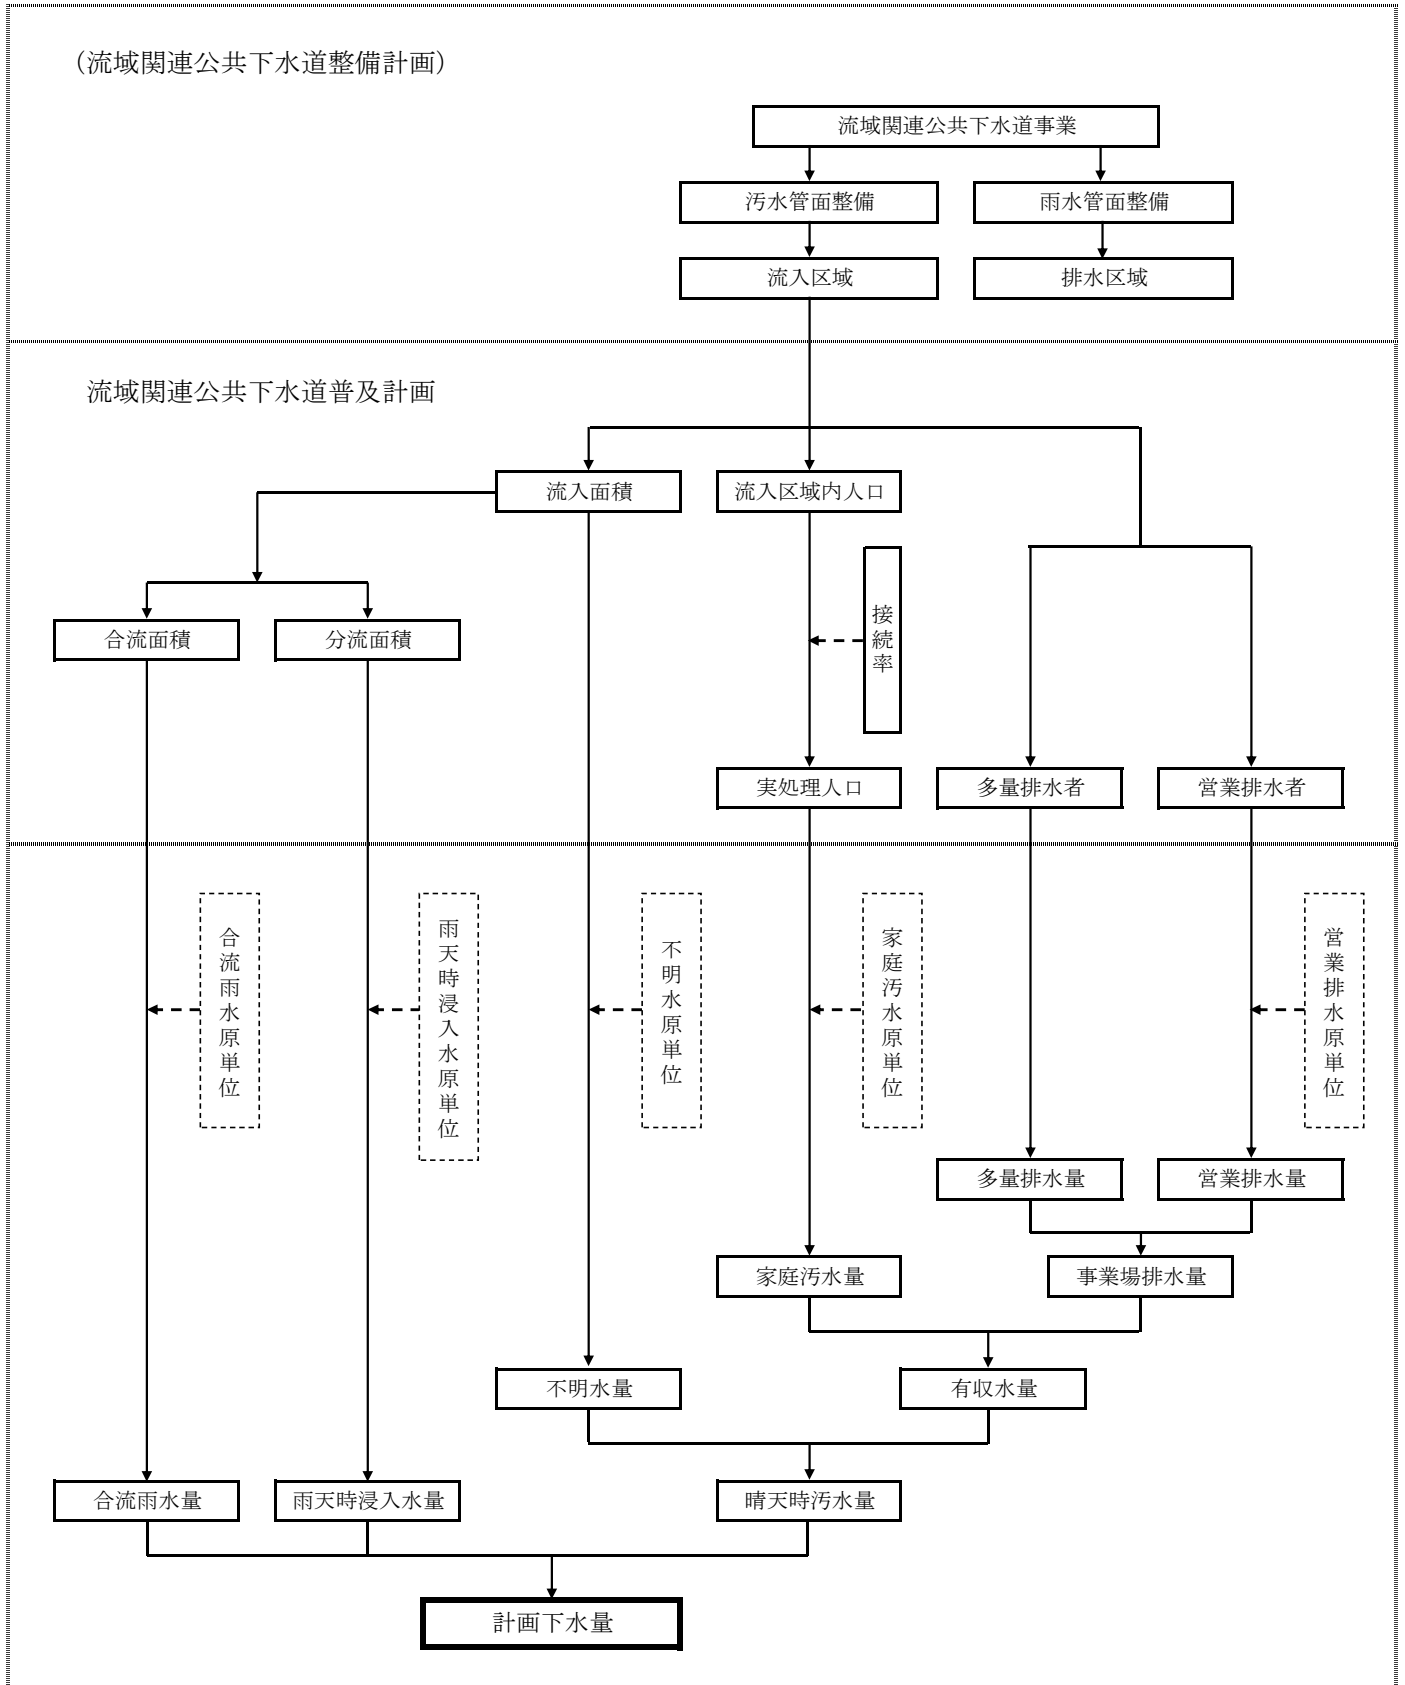 （流域関連公共下水道整備計画）
流域関連公共下水道事業
汚水管面整備
雨水管面整備
流入区域
排水区域
流域関連公共下水道普及計画
流入面積
流入区域内人口
接続率
合流面積
分流面積
実処理人口
多量排水者
営業排水者
合流雨水原単位
雨天時浸入水原単位
不明水原単位
家庭汚水原単位
営業排水原単位
多量排水量
営業排水量
家庭汚水量
事業場排水量
不明水量
有収水量
合流雨水量
雨天時浸入水量
晴天時汚水量
計画下水量